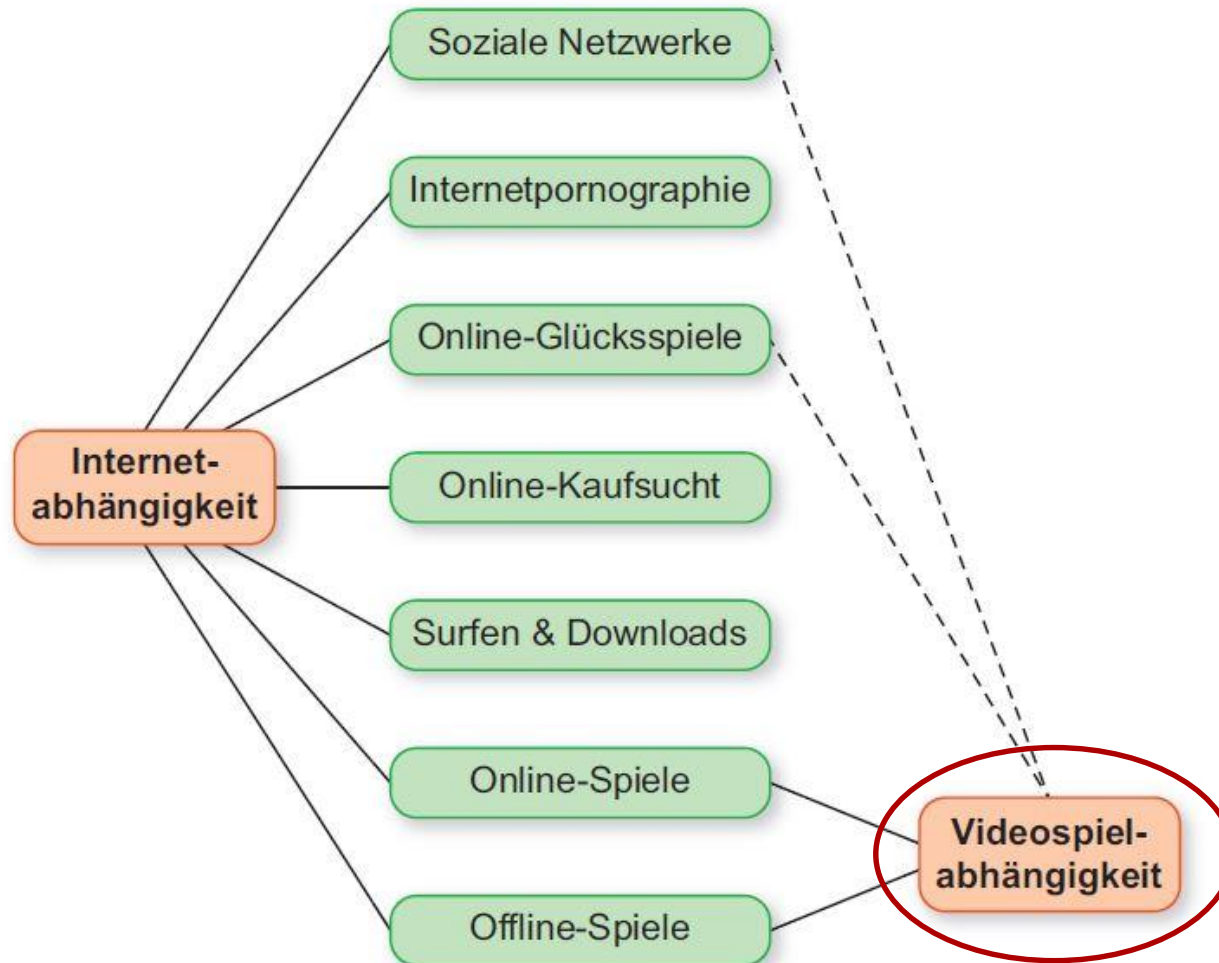 Soziale Netzwerke
Internetpornographie
Online-Glücksspiele
Internet-
abhängigkeit
Online-Kaufsucht
Surfen & Downloads
Online-Spiele
Videospiel-
abhängigkeit
Offline-Spiele